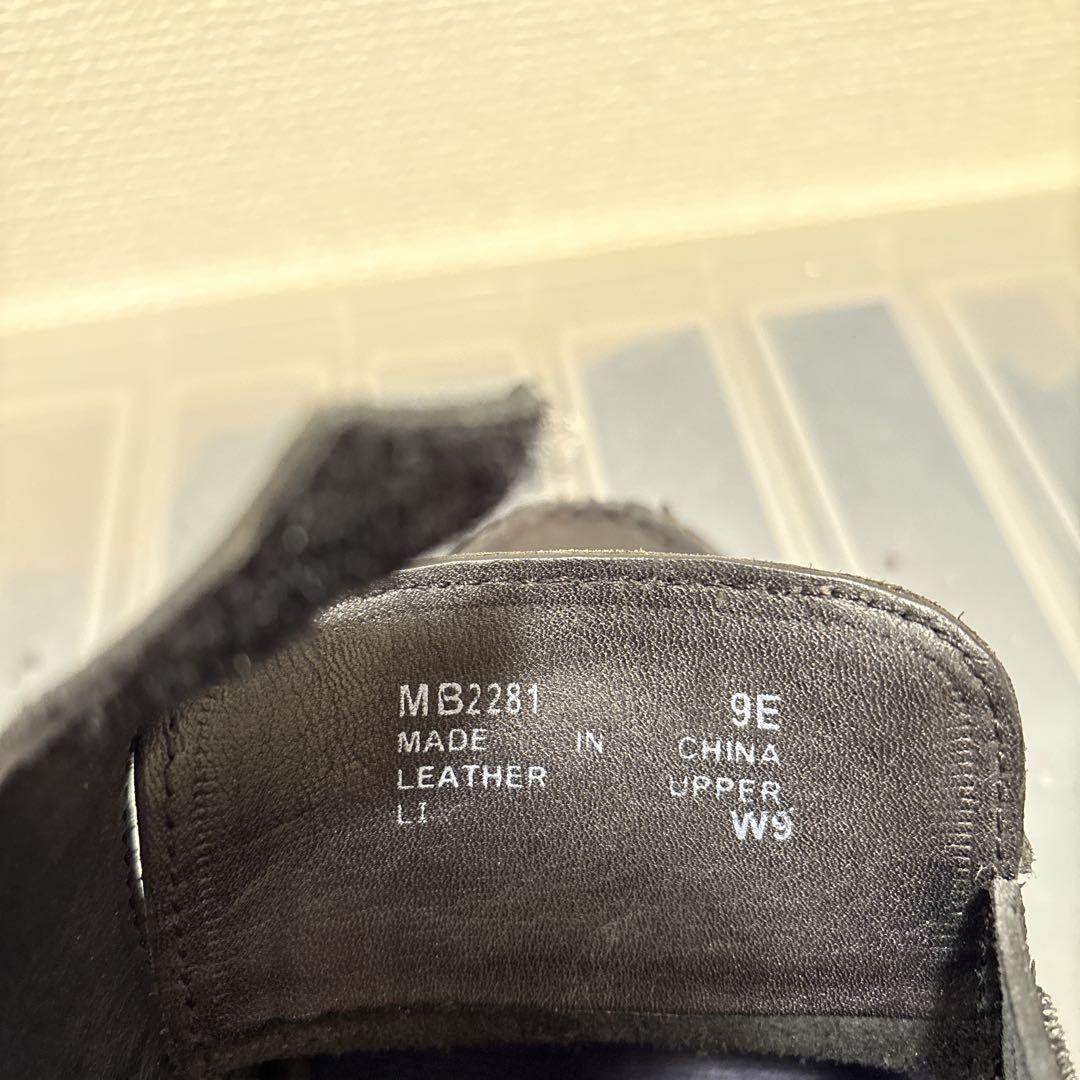 MB2281 9E
MADE IN CHINA
LEATHER UPPER
LI W9